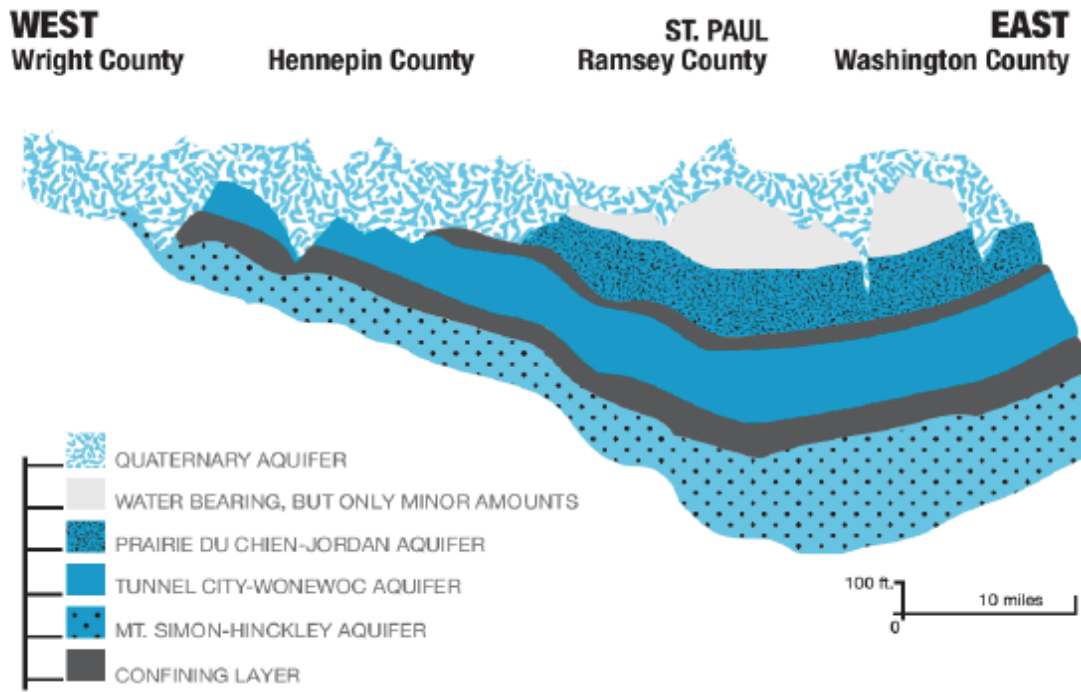 WEST
Wright County
Hennepin County
ST. PAUL
Ramsey County
EAST
Washington County
QUATERNARY AQUIFER
WATER BEARING, BUT ONLY MINOR AMOUNTS
PRAIRIE DU CHIEN-JORDAN AQUIFER
TUNNEL CITY-WONEWOC AQUIFER
MT. SIMON-HINCKLEY AQUIFER
CONFINING LAYER
100 ft.
0
10 miles